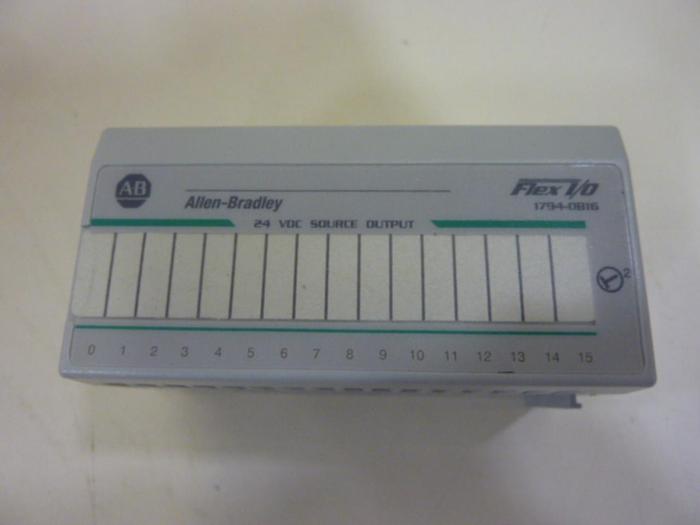 AB
Allen-Bradley
Flex I/O
1794-OB16
24 VDC SOURCE OUTPUT
2
0 1 2 3 4 5 6 7 8 9 10 11 12 13 14 15